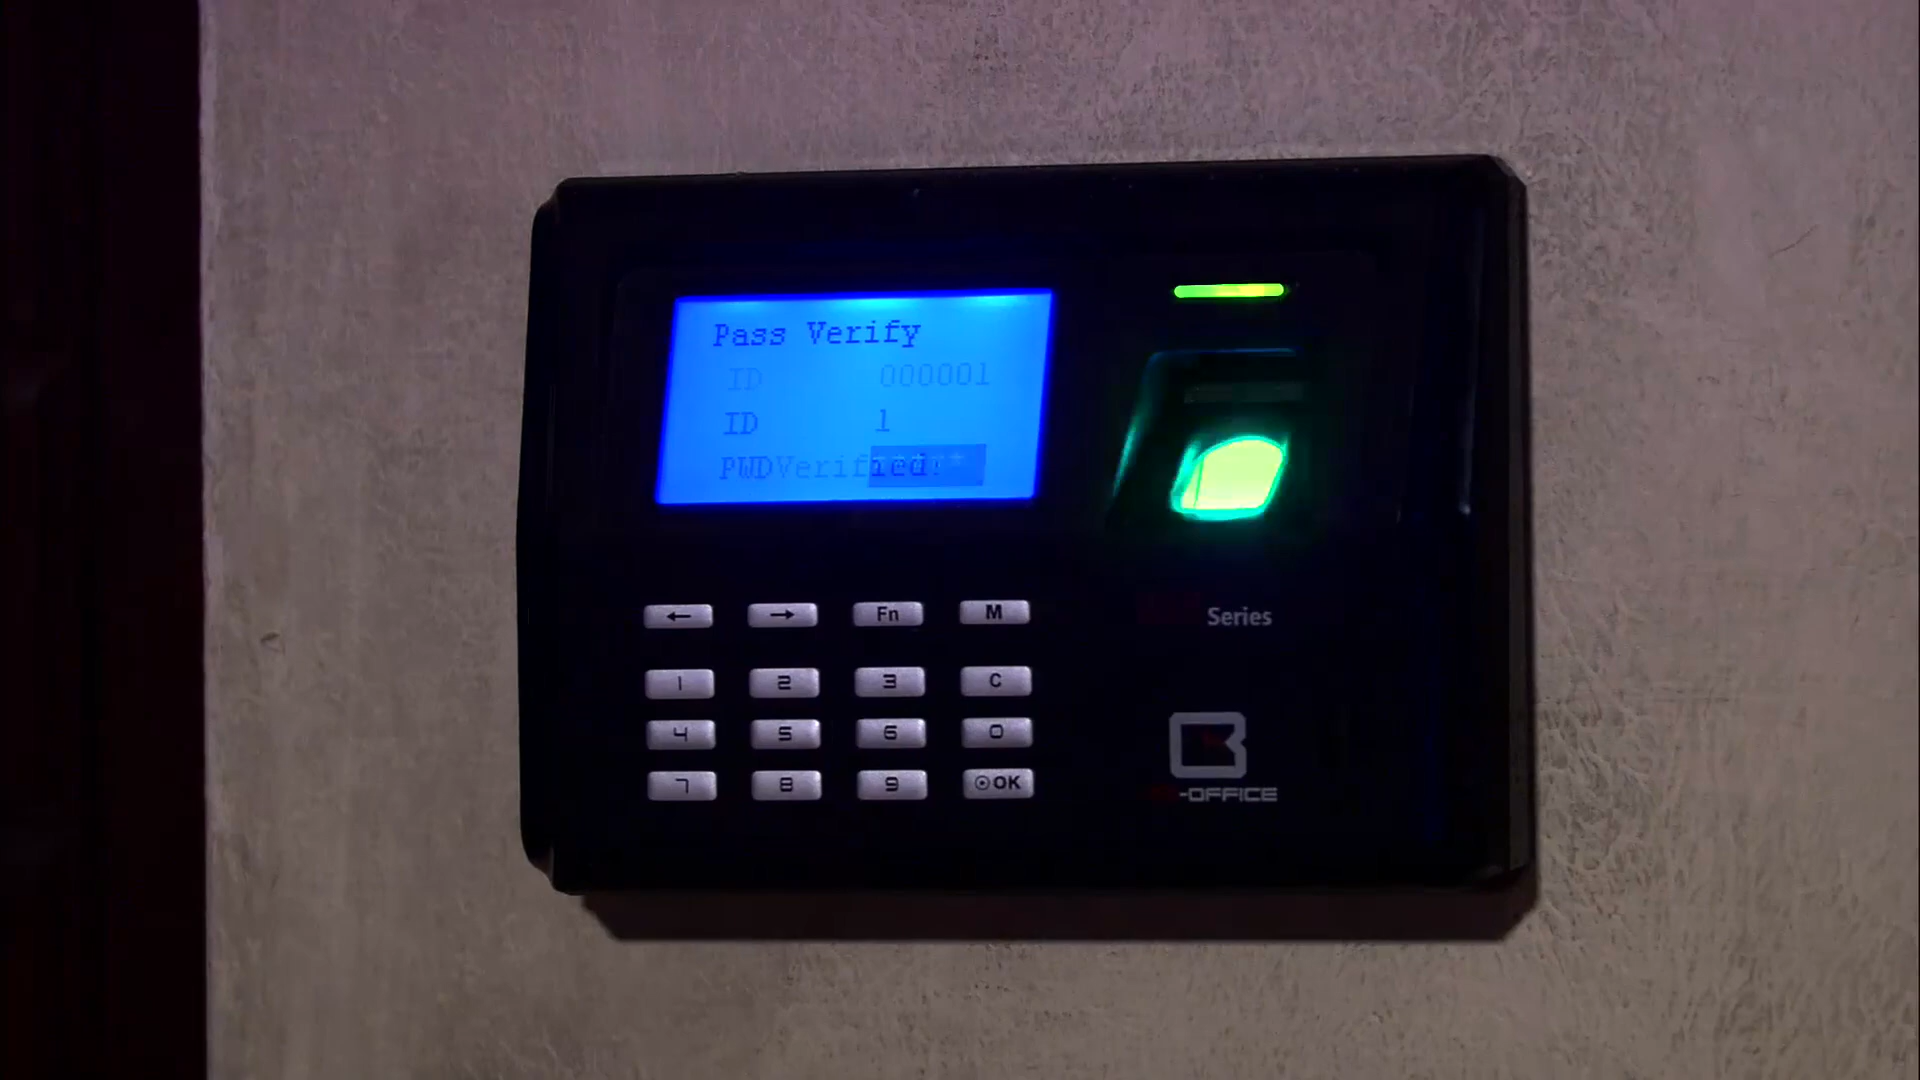 Pass Verify
ID 000001
ID 1
PWDVerified!
← → Fn M
1 2 3 C
4 5 6 0
7 8 9 OK
Series
-OFFICE